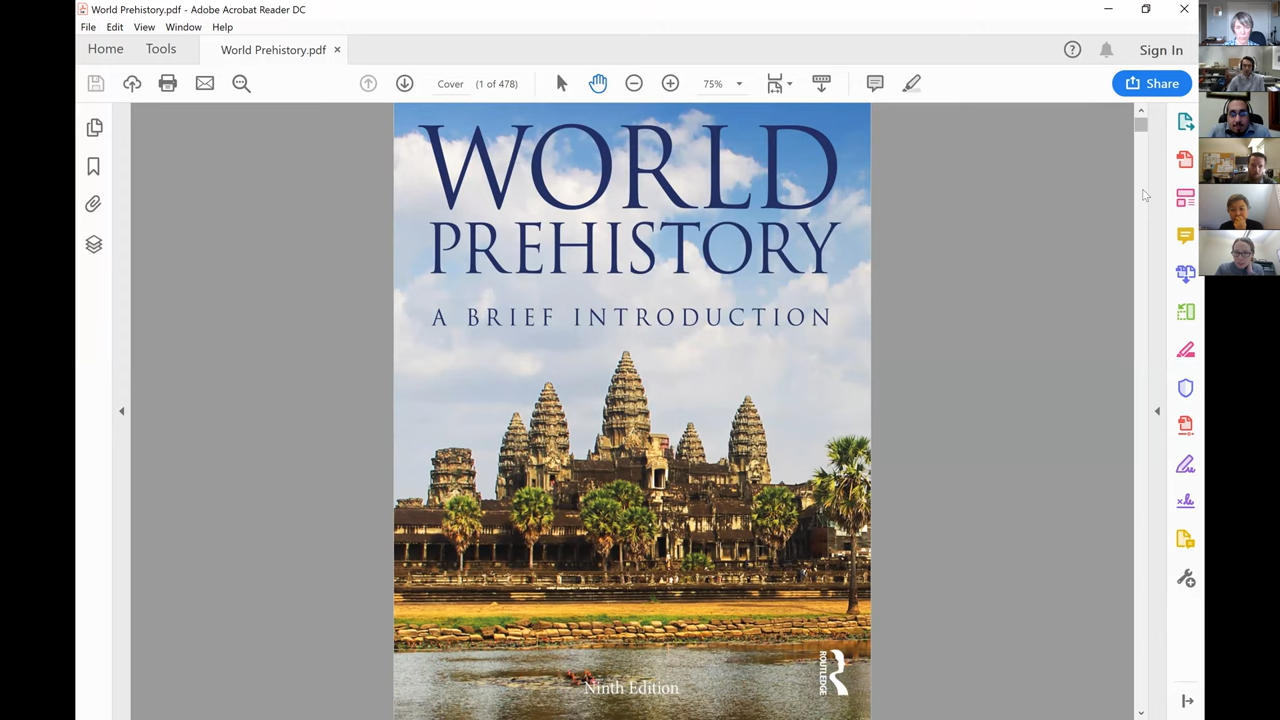 World Prehistory.pdf - Adobe Acrobat Reader DC
File Edit View Window Help
Home Tools World Prehistory.pdf × Sign In
Cover (1 of 478) 75% Share
WORLD
PREHISTORY
A BRIEF INTRODUCTION
ROUTLEDGE
Ninth Edition